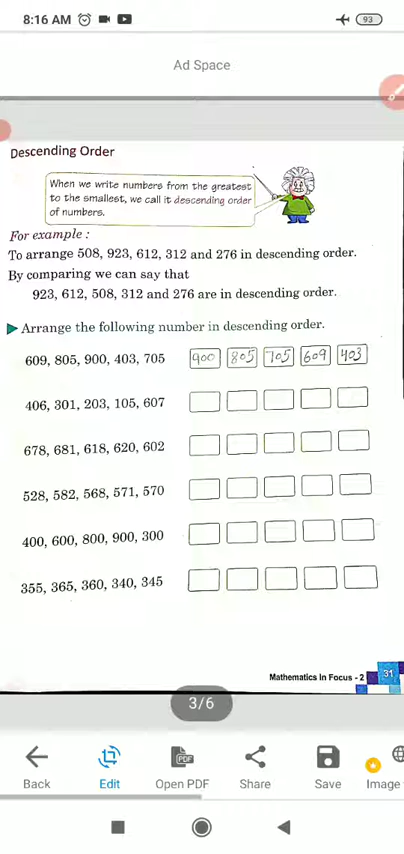 8:16 AM
93
Ad Space
Descending Order
When we write numbers from the greatest
to the smallest, we call it descending order
of numbers.
For example :
To arrange 508, 923, 612, 312 and 276 in descending order.
By comparing we can say that
923, 612, 508, 312 and 276 are in descending order.
Arrange the following number in descending order.
609, 805, 900, 403, 705 900 805 705 609 403
406, 301, 203, 105, 607
678, 681, 618, 620, 602
528, 582, 568, 571, 570
400, 600, 800, 900, 300
355, 365, 360, 340, 345
Mathematics In Focus - 2 31
3/6
PDF
Back Edit Open PDF Share Save Image